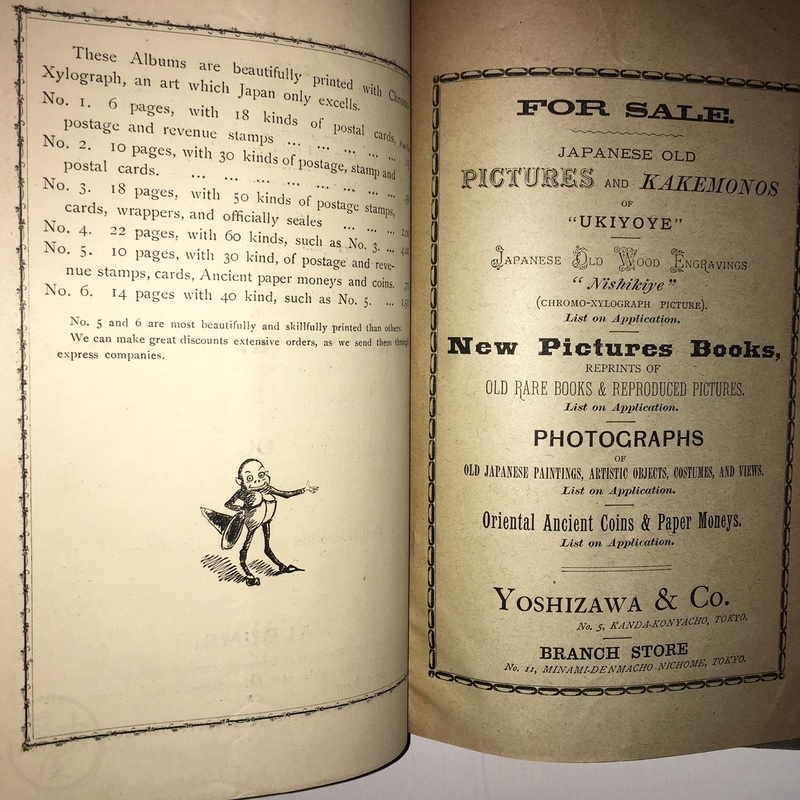 These Albums are beautifully printed with
Xylograph, an art which Japan only excells.
No. 1. 6 pages, with 18 kinds of postal cards,
postage and revenue stamps ... ... ... ... ...
No. 2. 10 pages, with 30 kinds of postage, stamp and
postal cards. ... ... ... ... ... ... ... ...
No. 3. 18 pages, with 50 kinds of postage stamps,
cards, wrappers, and officially seales ... ... ...
No. 4. 22 pages, with 60 kinds, such as No. 3. ...
No. 5. 10 pages, with 30 kind, of postage and reve-
nue stamps, cards, Ancient paper moneys and coins.
No. 6. 14 pages with 40 kind, such as No. 5. ...
No. 5 and 6 are most beautifully and skillfully printed than others.
We can make great discounts extensive orders, as we send them through
express companies.
FOR SALE.
JAPANESE OLD
PICTURES AND KAKEMONOS
OF
"UKIYOYE"
Japanese Old Wood Engravings
"Nishikiye"
(CHROMO-XYLOGRAPH PICTURE).
List on Application.
New Pictures Books,
REPRINTS OF
OLD RARE BOOKS & REPRODUCED PICTURES.
List on Application.
PHOTOGRAPHS
OF
OLD JAPANESE PAINTINGS, ARTISTIC OBJECTS, COSTUMES, AND VIEWS.
List on Application.
Oriental Ancient Coins & Paper Moneys.
List on Application.
YOSHIZAWA & CO.
No. 5, KANDA-KONYACHO, TOKYO.
BRANCH STORE
No. 11, MINAMI-DENMACHO NICHOME, TOKYO.